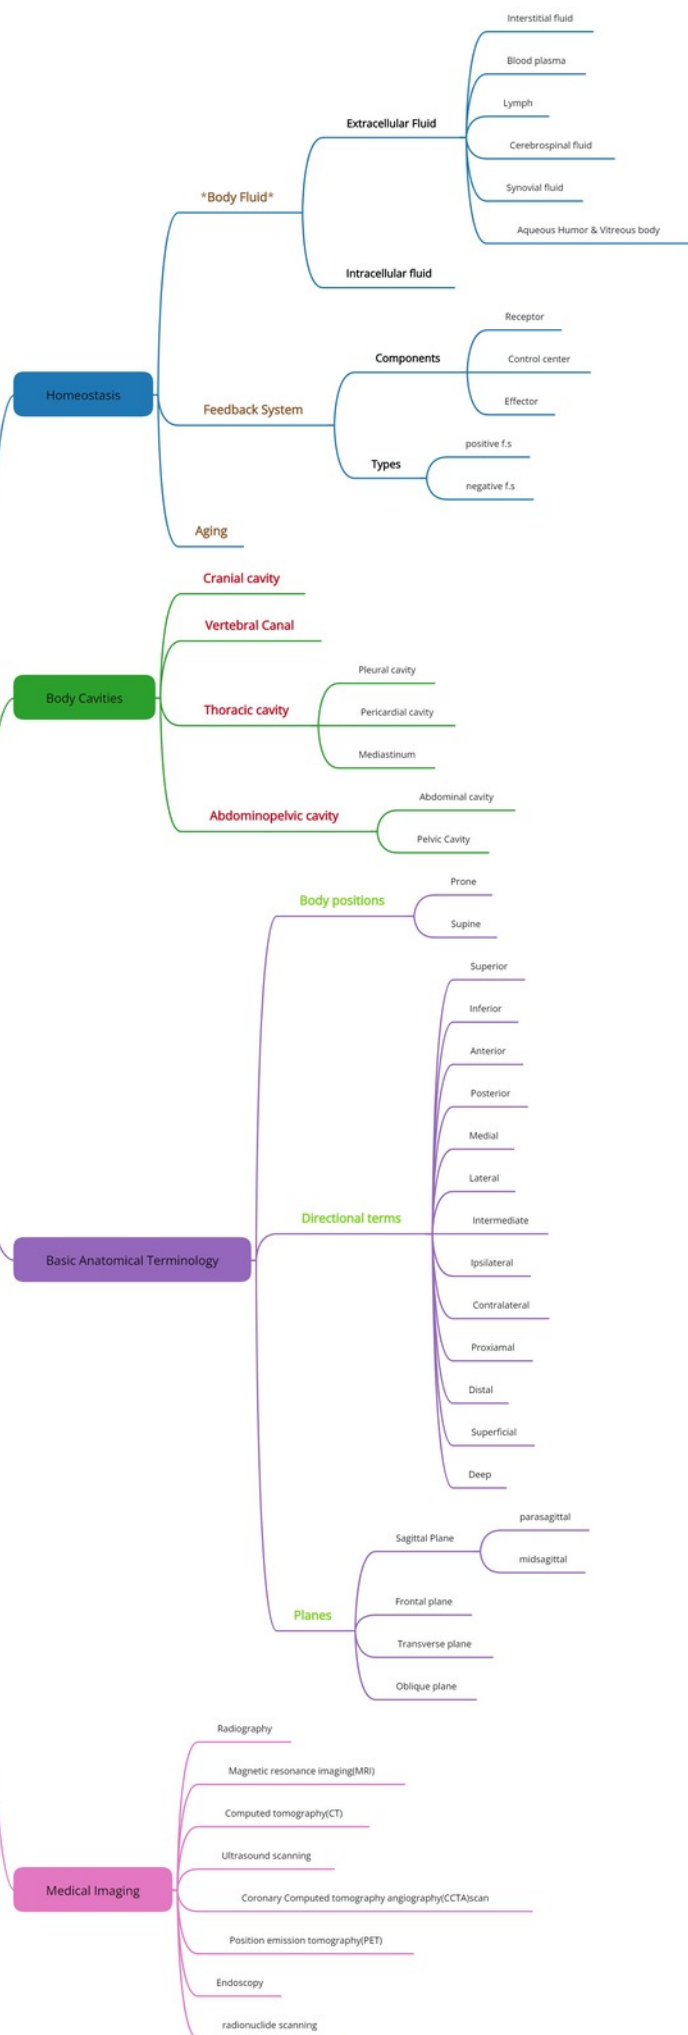 Homeostasis
*Body Fluid*
Extracellular Fluid
Interstitial fluid
Blood plasma
Lymph
Cerebrospinal fluid
Synovial fluid
Aqueous Humor & Vitreous body
Intracellular fluid
Feedback System
Components
Receptor
Control center
Effector
Types
positive f.s
negative f.s
Aging
Body Cavities
Cranial cavity
Vertebral Canal
Thoracic cavity
Pleural cavity
Pericardial cavity
Mediastinum
Abdominopelvic cavity
Abdominal cavity
Pelvic Cavity
Basic Anatomical Terminology
Body positions
Prone
Supine
Directional terms
Superior
Inferior
Anterior
Posterior
Medial
Lateral
Intermediate
Ipsilateral
Contralateral
Proxiamal
Distal
Superficial
Deep
Planes
Sagittal Plane
parasagittal
midsagittal
Frontal plane
Transverse plane
Oblique plane
Medical Imaging
Radiography
Magnetic resonance imaging(MRI)
Computed tomography(CT)
Ultrasound scanning
Coronary Computed tomography angiography(CCTA)scan
Position emission tomography(PET)
Endoscopy
radionuclide scanning